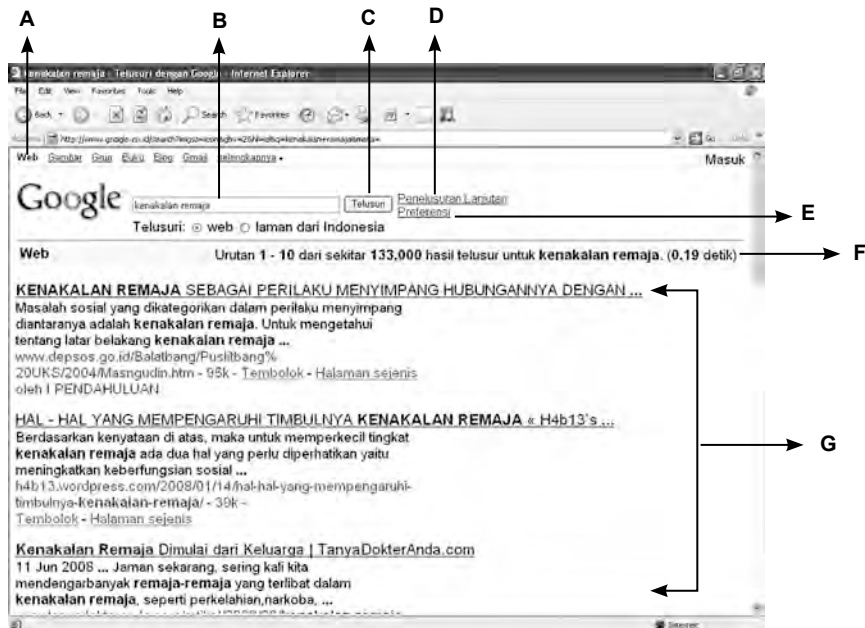 A B C D
kenakalan remaja - Telusuri dengan Google - Internet Explorer
File Edit View Favorites Tools Help
Back Search Favorites
Go
Web Gambar Grup Buku Blog Gmail selengkapnya
Masuk
Google kenakalan remaja Telusuri Penelusuran Lanjutan
Preferensi E
Telusuri: web laman dari Indonesia
Web Urutan 1 - 10 dari sekitar 133,000 hasil telusur untuk kenakalan remaja. (0.19 detik) F
KENAKALAN REMAJA SEBAGAI PERILAKU MENYIMPANG HUBUNGANNYA DENGAN ...
Masalah sosial yang dikategorikan dalam perilaku menyimpang
diantaranya adalah kenakalan remaja. Untuk mengetahui
tentang latar belakang kenakalan remaja ...
www.depsos.go.id/Balatbang/Puslitbang%
20UKS/2004/Masngudin.htm - 95k - Tembolok - Halaman sejenis
oleh I PENDAHULUAN
HAL - HAL YANG MEMPENGARUHI TIMBULNYA KENAKALAN REMAJA « H4b13's ...
Berdasarkan kenyataan di atas, maka untuk memperkecil tingkat
kenakalan remaja ada dua hal yang perlu diperhatikan yaitu
G
meningkatkan keberfungsian sosial ...
h4b13.wordpress.com/2008/01/14/hal-hal-yang-mempengaruhi-
timbulnya-kenakalan-remaja/ - 39k -
Tembolok - Halaman sejenis
Kenakalan Remaja Dimulai dari Keluarga | TanyaDokterAnda.com
11 Jun 2008 ... Jaman sekarang, sering kali kita
mendengarbanyak remaja-remaja yang terlibat dalam
kenakalan remaja, seperti perkelahian,narkoba, ...
Internet